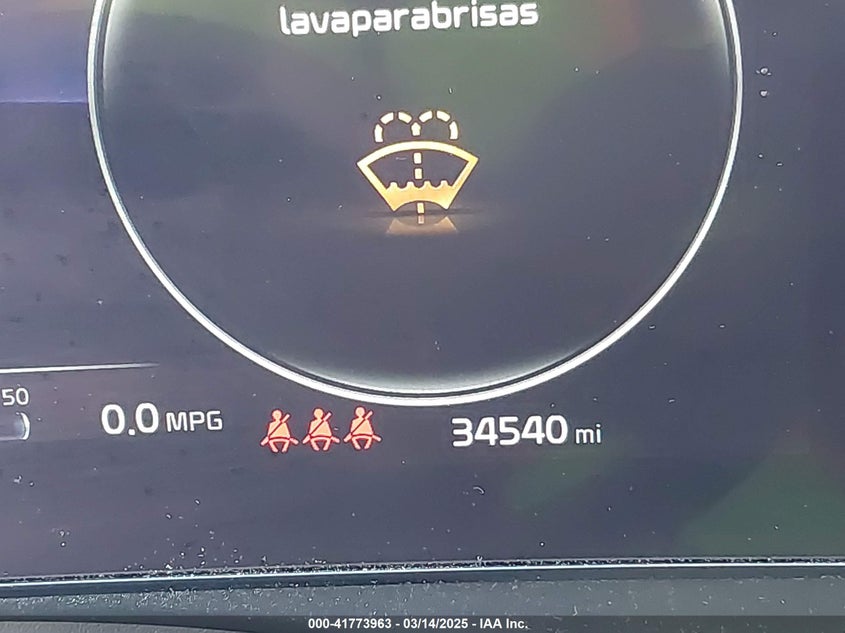 lavaparabrisas
50
0.0 MPG
34540 mi
000-41773963 - 03/14/2025 - IAA Inc.